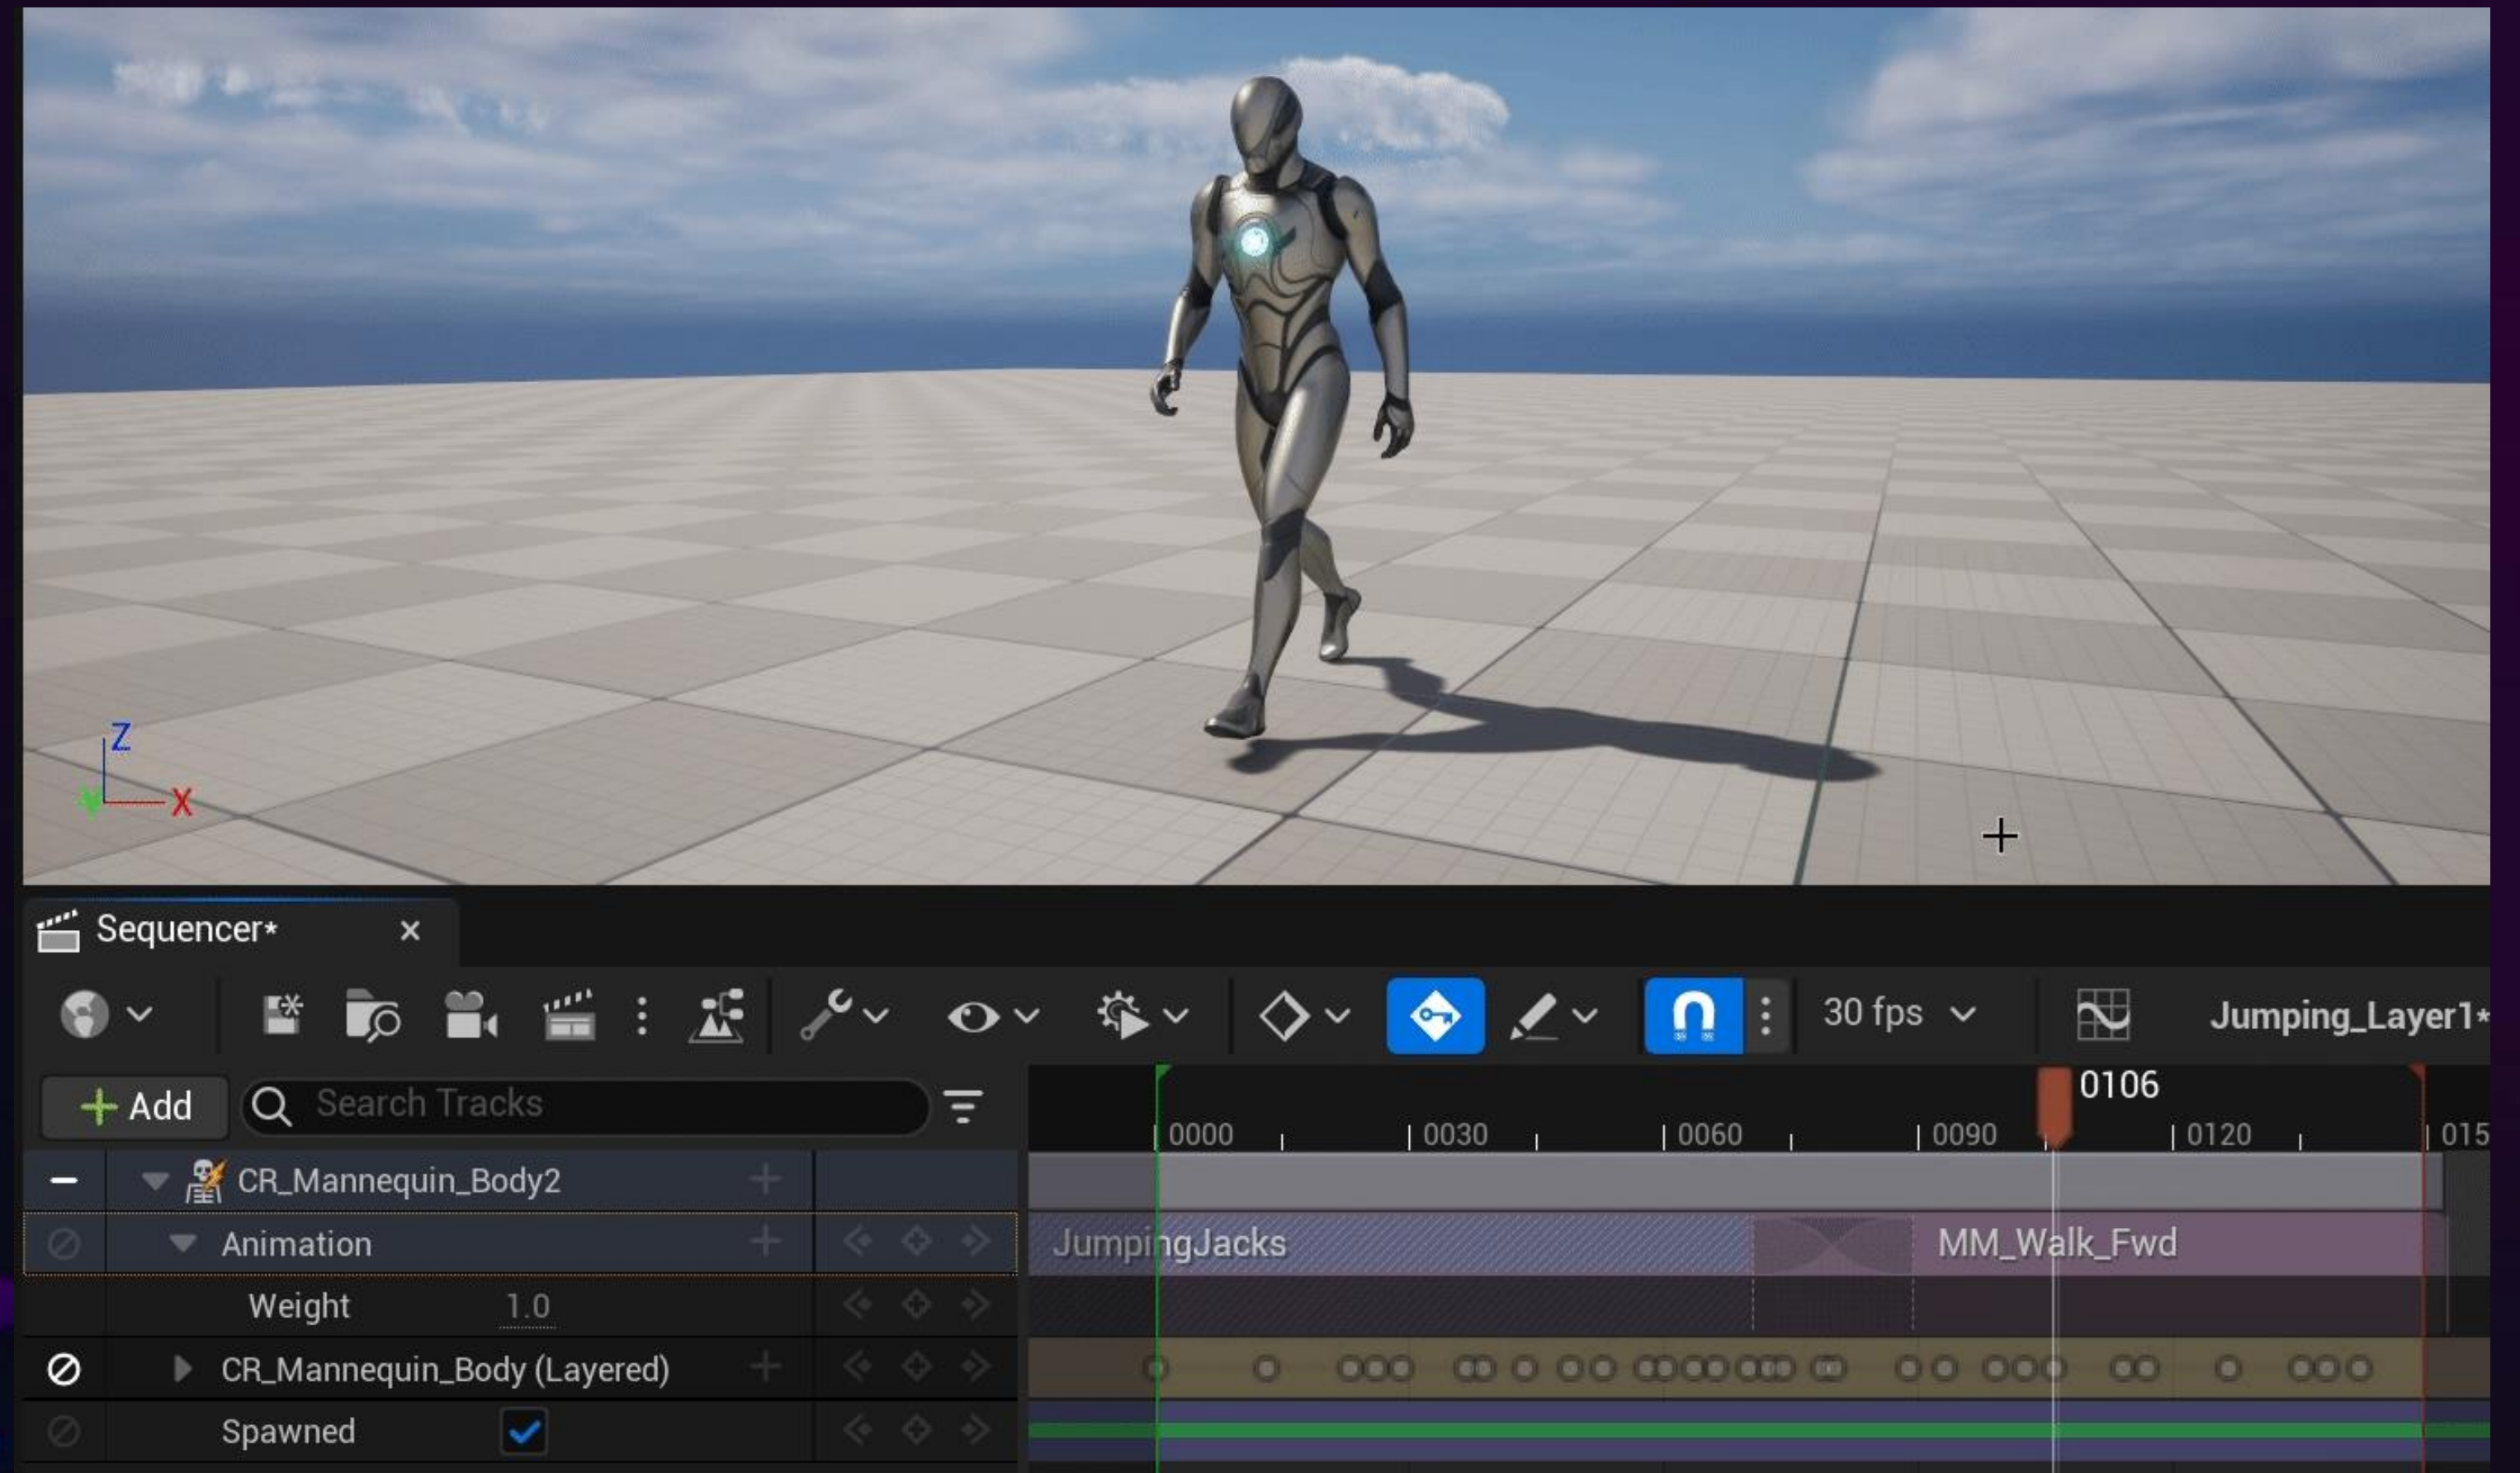 Z
Y X
Sequencer*
30 fps
Jumping_Layer1*
Add
Search Tracks
0106
0000 0030 0060 0090 0120 015
CR_Mannequin_Body2
Animation
JumpingJacks
MM_Walk_Fwd
Weight 1.0
CR_Mannequin_Body (Layered)
Spawned